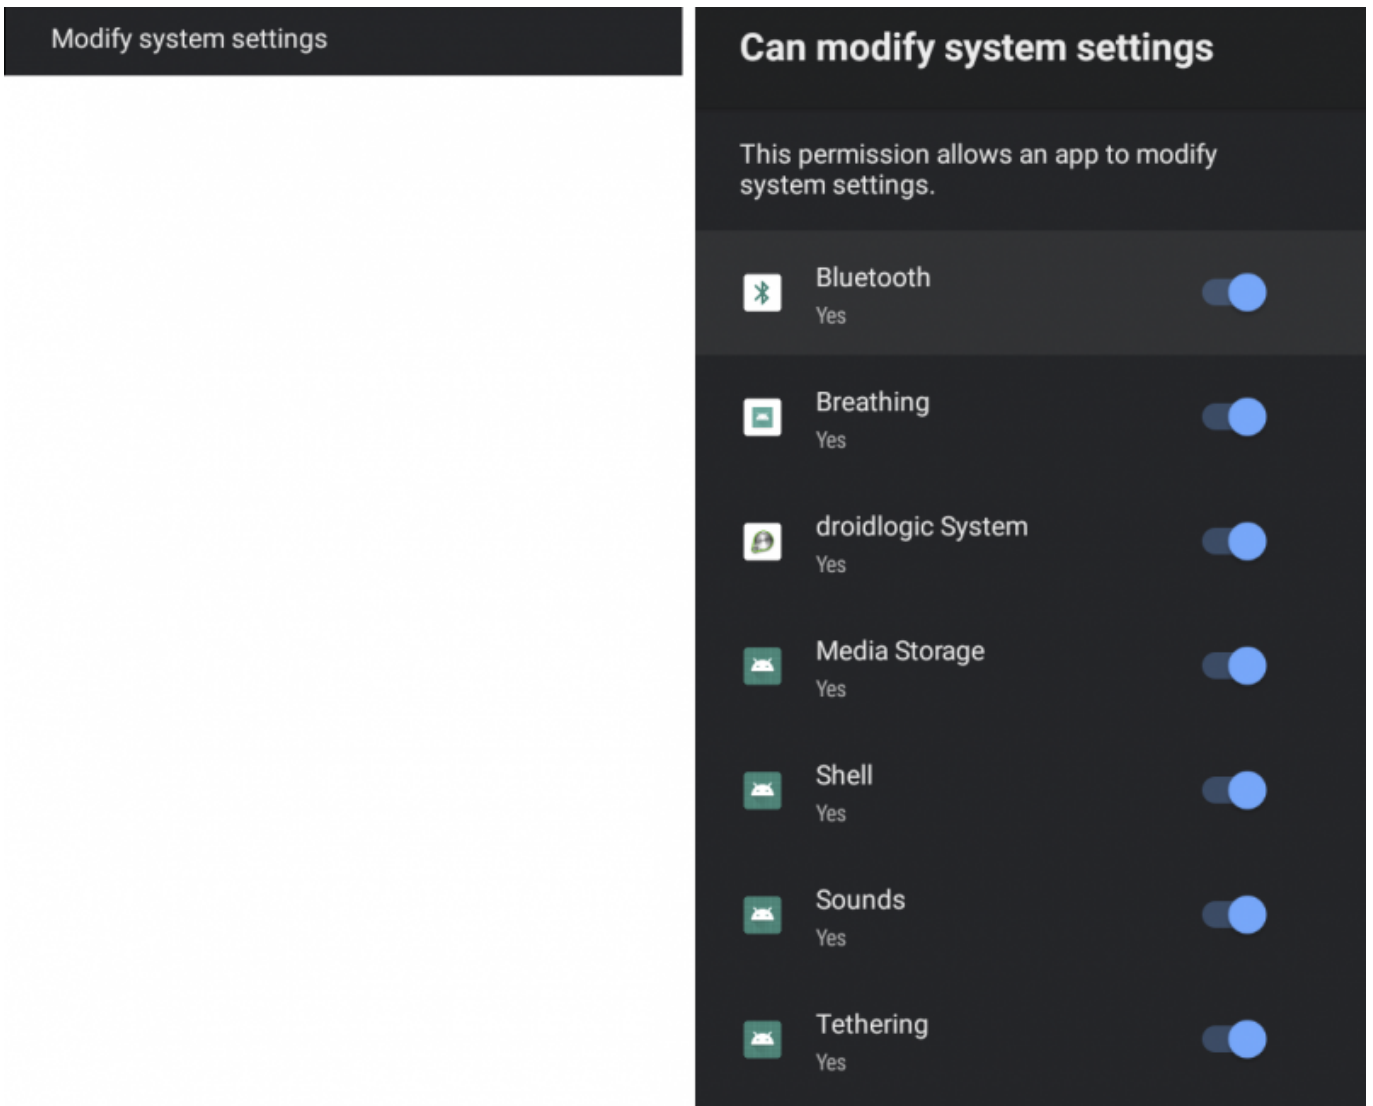 Modify system settings
Can modify system settings
This permission allows an app to modify
system settings.
Bluetooth
Yes
Breathing
Yes
droidlogic System
Yes
Media Storage
Yes
Shell
Yes
Sounds
Yes
Tethering
Yes